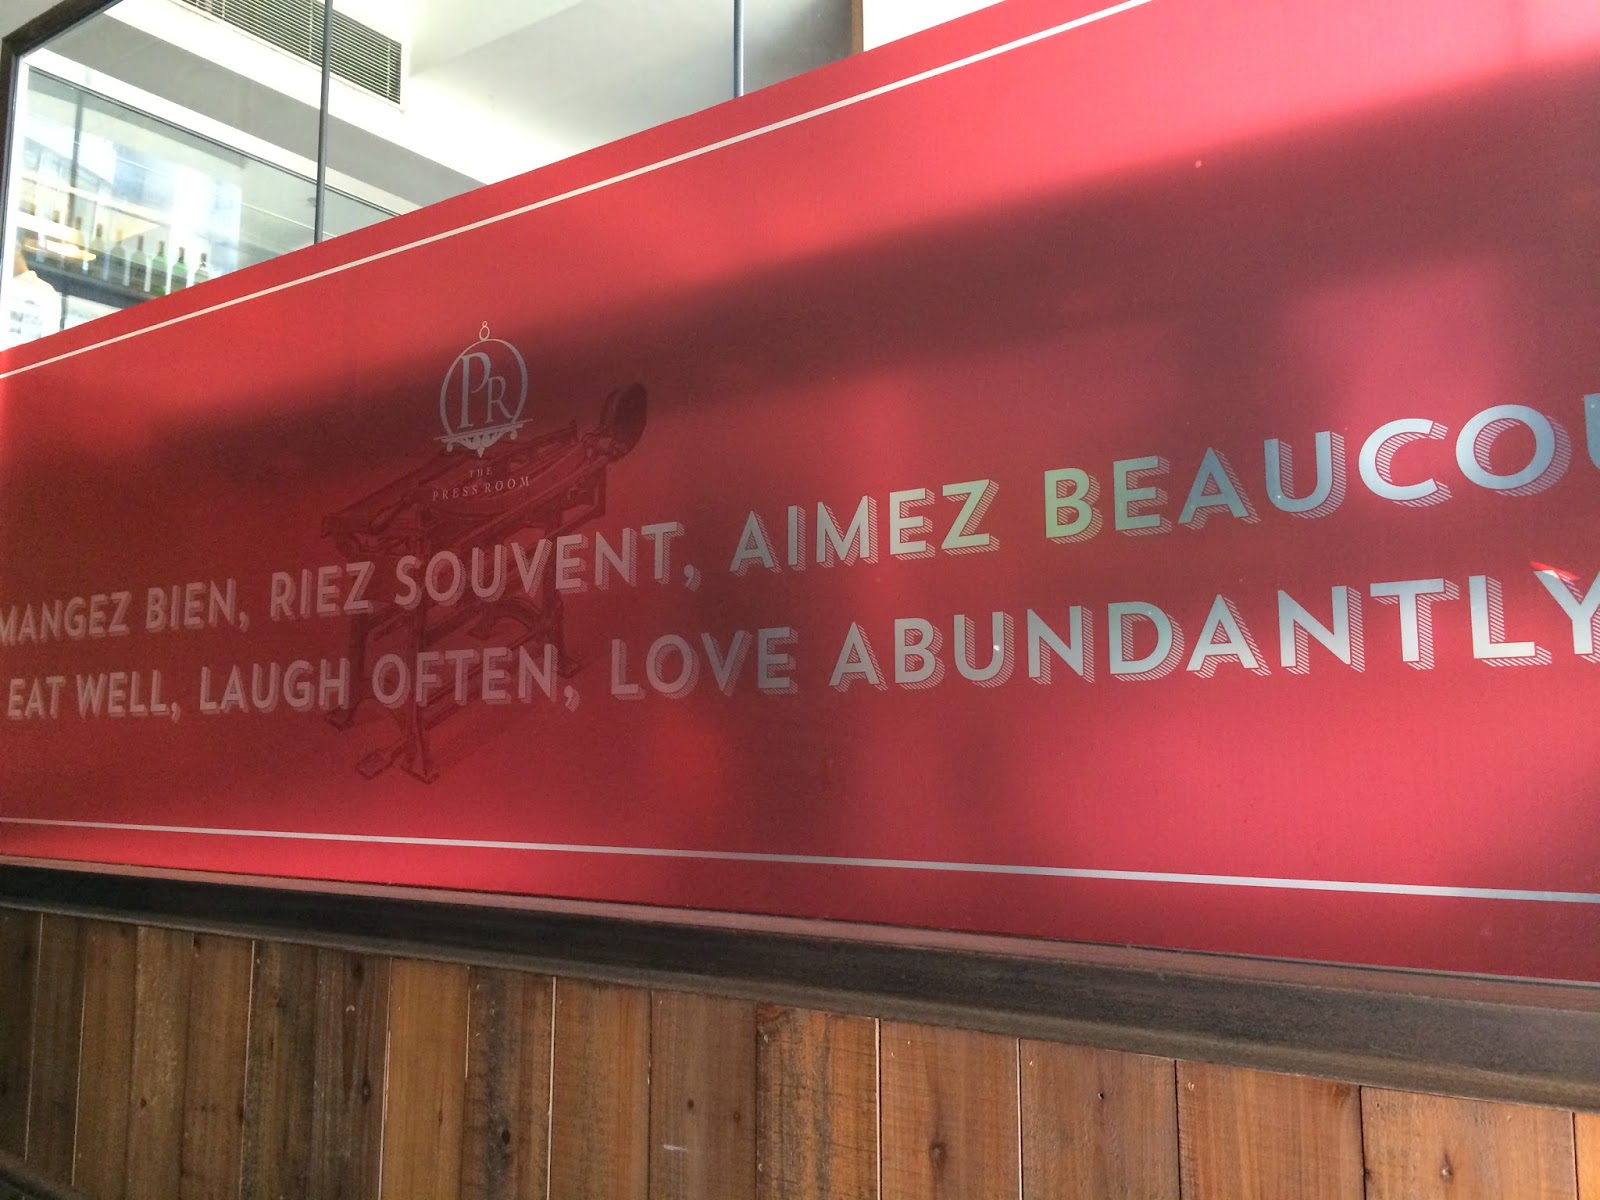 PR
THE
PRESS ROOM
MANGEZ BIEN, RIEZ SOUVENT, AIMEZ BEAUCOU
EAT WELL, LAUGH OFTEN, LOVE ABUNDANTLY